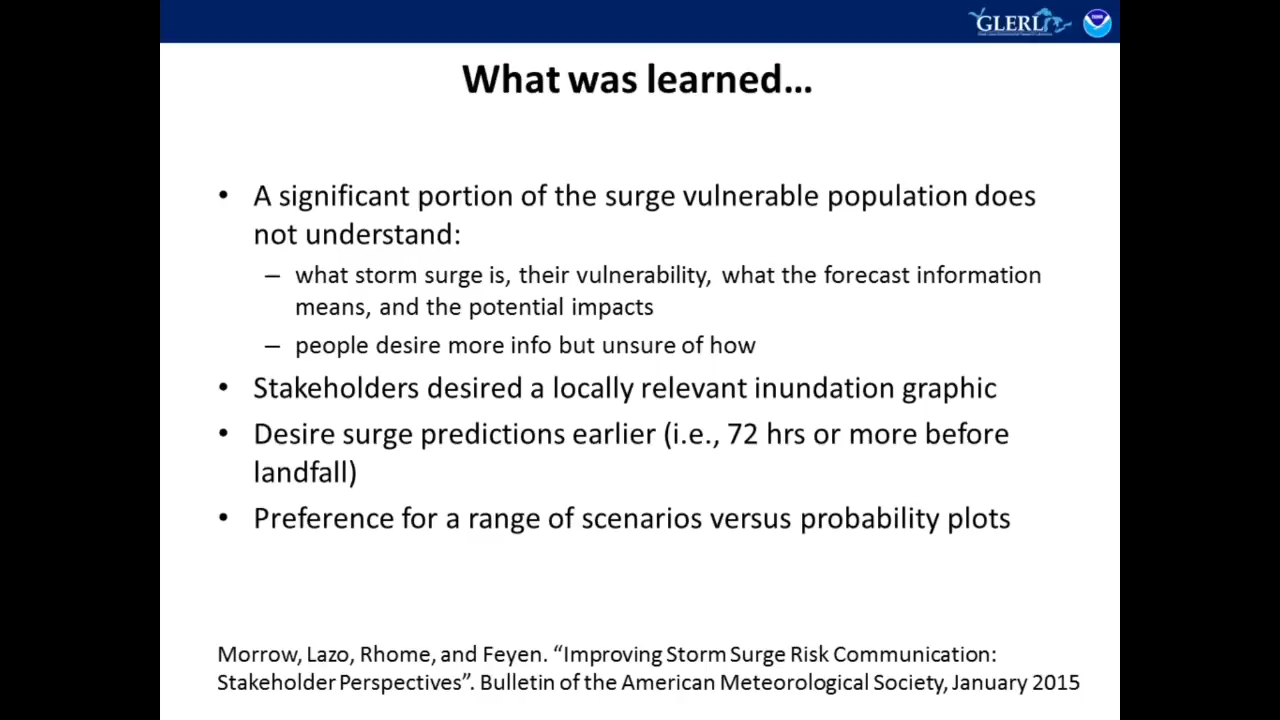 GLERL
What was learned…
• A significant portion of the surge vulnerable population does
not understand:
– what storm surge is, their vulnerability, what the forecast information
means, and the potential impacts
– people desire more info but unsure of how
• Stakeholders desired a locally relevant inundation graphic
• Desire surge predictions earlier (i.e., 72 hrs or more before
landfall)
• Preference for a range of scenarios versus probability plots
Morrow, Lazo, Rhome, and Feyen. “Improving Storm Surge Risk Communication:
Stakeholder Perspectives”. Bulletin of the American Meteorological Society, January 2015